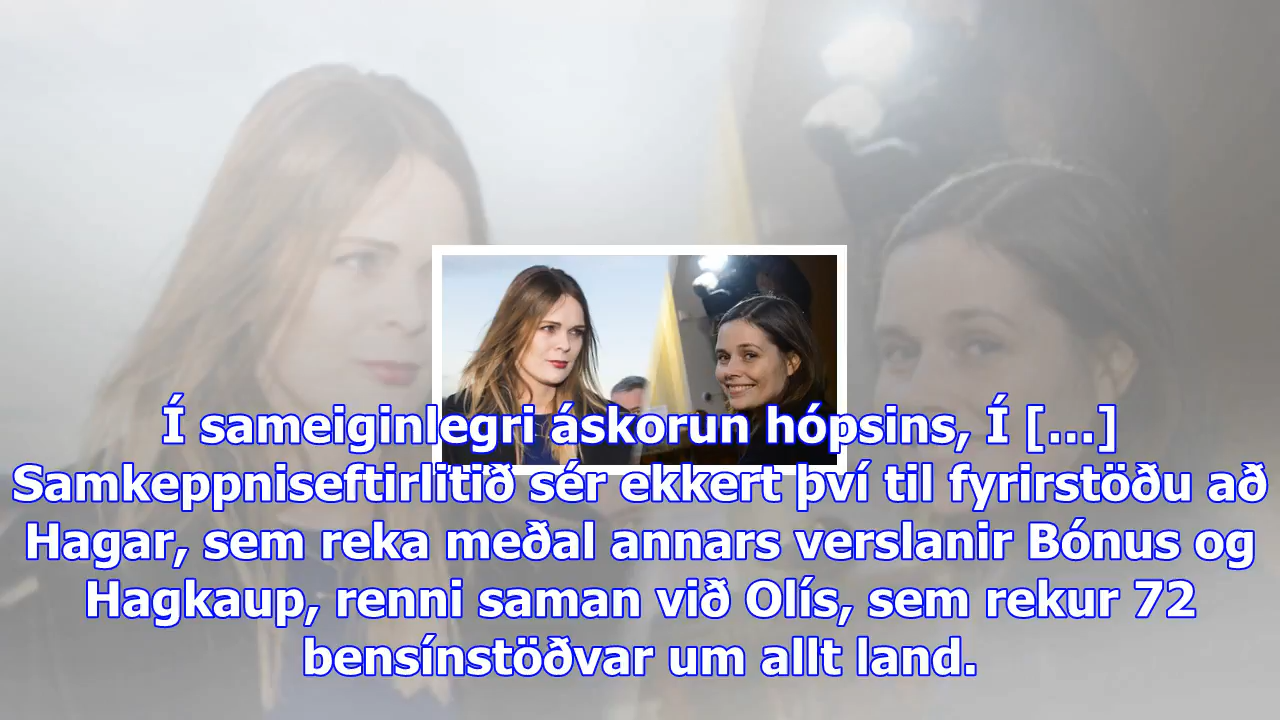 Í sameiginlegri áskorun hópsins, Í [...]
Samkeppniseftirlitið sér ekkert því til fyrirstöðu að
Hagar, sem reka meðal annars verslanir Bónus og
Hagkaup, renni saman við Olís, sem rekur 72
bensínstöðvar um allt land.